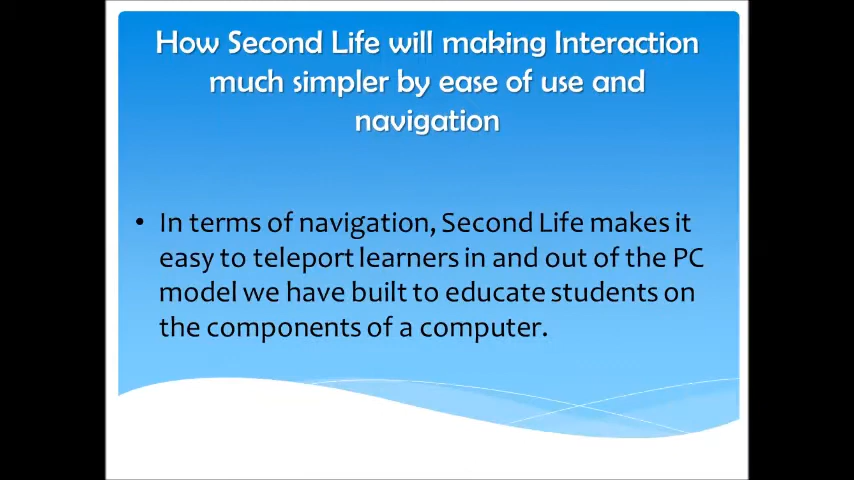 How Second Life will making Interaction
much simpler by ease of use and
navigation
• In terms of navigation, Second Life makes it
easy to teleport learners in and out of the PC
model we have built to educate students on
the components of a computer.